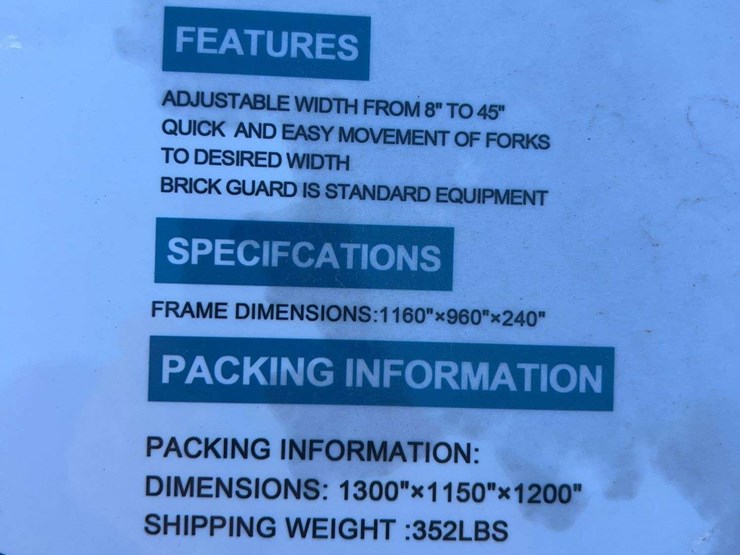 FEATURES
ADJUSTABLE WIDTH FROM 8" TO 45"
QUICK AND EASY MOVEMENT OF FORKS
TO DESIRED WIDTH
BRICK GUARD IS STANDARD EQUIPMENT
SPECIFCATIONS
FRAME DIMENSIONS:1160"×960"×240"
PACKING INFORMATION
PACKING INFORMATION:
DIMENSIONS: 1300"×1150"×1200"
SHIPPING WEIGHT :352LBS